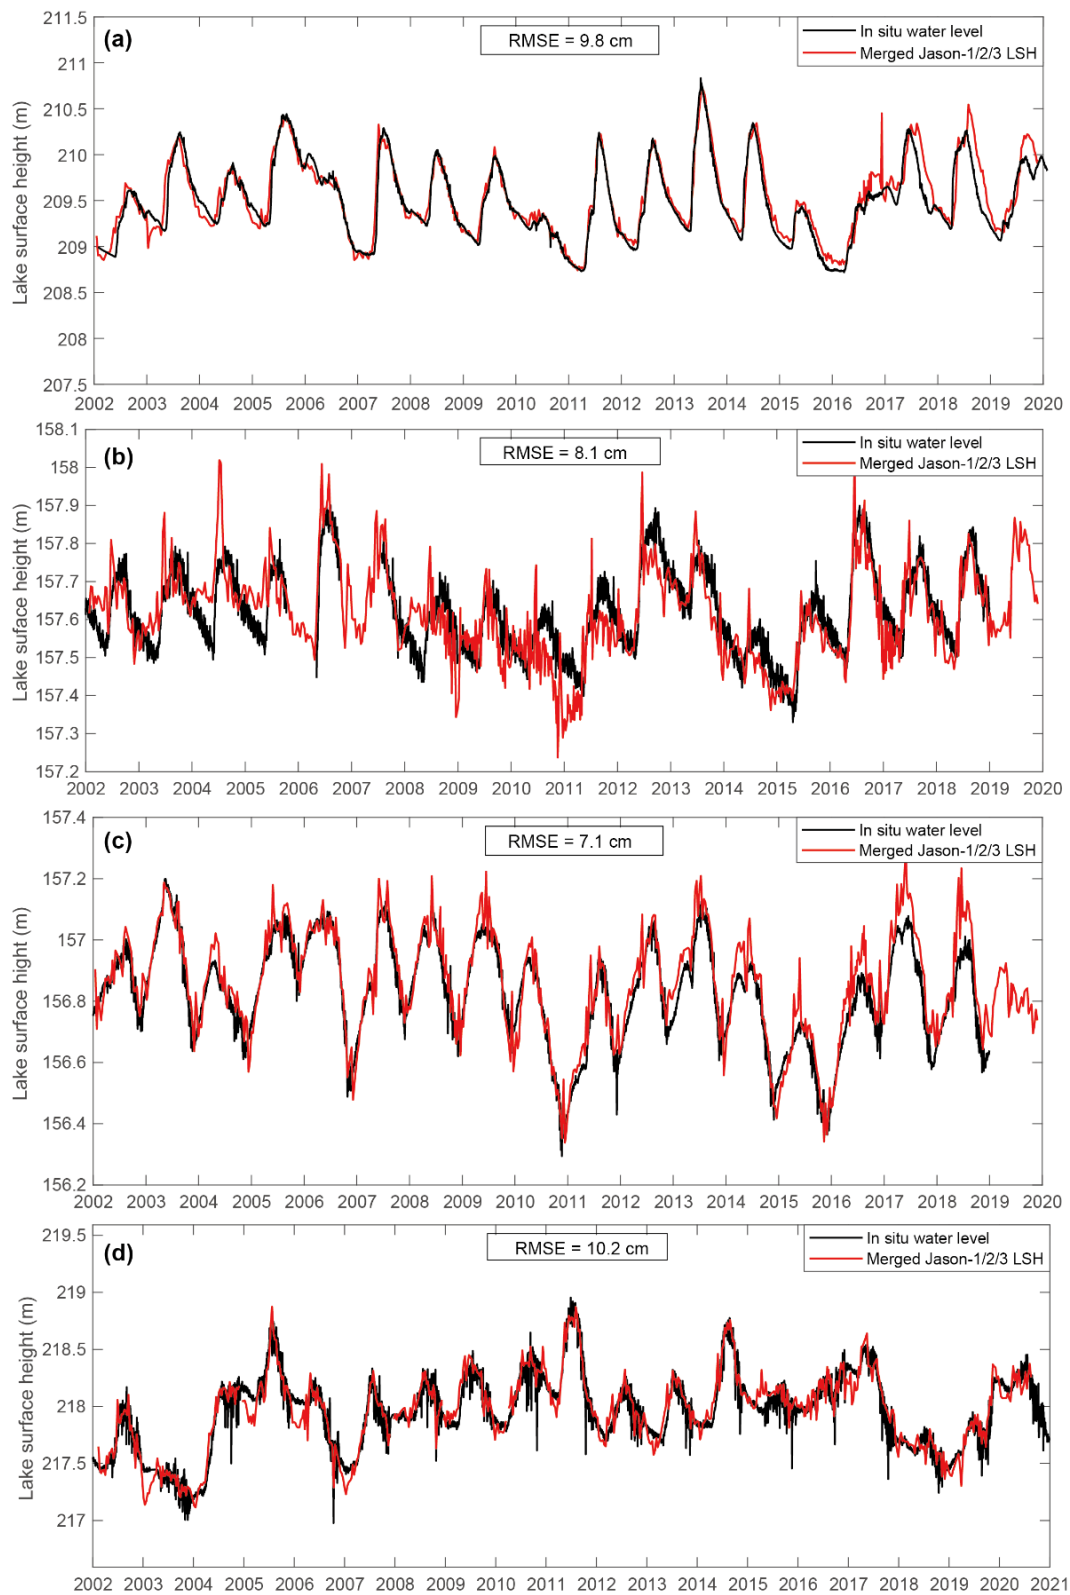 (a)
RMSE = 9.8 cm
In situ water level
Merged Jason-1/2/3 LSH
Lake surface height (m)
211.5
211
210.5
210
209.5
209
208.5
208
207.5
2002 2003 2004 2005 2006 2007 2008 2009 2010 2011 2012 2013 2014 2015 2016 2017 2018 2019 2020
(b)
RMSE = 8.1 cm
In situ water level
Merged Jason-1/2/3 LSH
Lake suface height (m)
158.1
158
157.9
157.8
157.7
157.6
157.5
157.4
157.3
157.2
2002 2003 2004 2005 2006 2007 2008 2009 2010 2011 2012 2013 2014 2015 2016 2017 2018 2019 2020
(c)
RMSE = 7.1 cm
In situ water level
Merged Jason-1/2/3 LSH
Lake surface hight (m)
157.4
157.2
157
156.8
156.6
156.4
156.2
2002 2003 2004 2005 2006 2007 2008 2009 2010 2011 2012 2013 2014 2015 2016 2017 2018 2019 2020
(d)
RMSE = 10.2 cm
In situ water level
Merged Jason-1/2/3 LSH
Lake surface height (m)
219.5
219
218.5
218
217.5
217
2002 2003 2004 2005 2006 2007 2008 2009 2010 2011 2012 2013 2014 2015 2016 2017 2018 2019 2020 2021